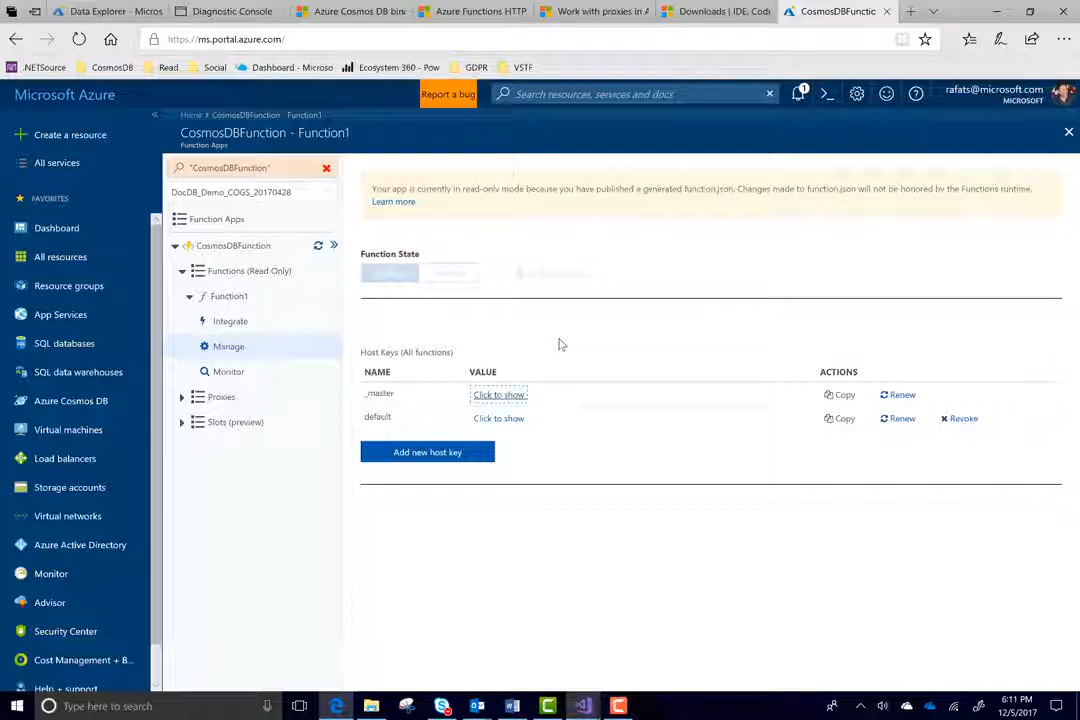 Data Explorer - Micros
Diagnostic Console
Azure Cosmos DB bin
Azure Functions HTTP
Work with proxies in A
Downloads | IDE, Code
CosmosDBFunctic
https://ms.portal.azure.com/
.NETSource
CosmosDB
Read
Social
Dashboard - Microso
Ecosystem 360 - Pow
GDPR
VSTF
Microsoft Azure
Report a bug
Search resources, services and docs
1
rafats@microsoft.com
MICROSOFT
Create a resource
All services
FAVORITES
Dashboard
All resources
Resource groups
App Services
SQL databases
SQL data warehouses
Azure Cosmos DB
Virtual machines
Load balancers
Storage accounts
Virtual networks
Azure Active Directory
Monitor
Advisor
Security Center
Cost Management + B...
Help + support
Home > CosmosDBFunction - Function1
CosmosDBFunction - Function1
Function Apps
"CosmosDBFunction"
DocDB_Demo_COGS_20170428
Function Apps
CosmosDBFunction
Functions (Read Only)
Function1
Integrate
Manage
Monitor
Proxies
Slots (preview)
Your app is currently in read-only mode because you have published a generated function.json. Changes made to function.json will not be honored by the Functions runtime.
Learn more
Function State
Host Keys (All functions)
NAME VALUE ACTIONS
_master Click to show Copy Renew
default Click to show Copy Renew Revoke
Add new host key
Type here to search
6:11 PM
12/5/2017